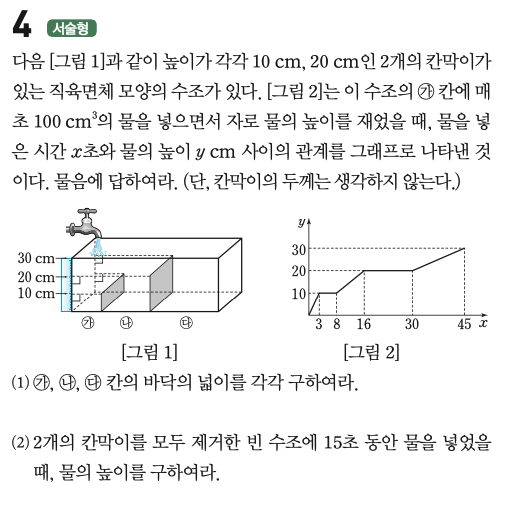 4 서술형
다음 [그림 1]과 같이 높이가 각각 10 cm, 20 cm인 2개의 칸막이가
있는 직육면체 모양의 수조가 있다. [그림 2]는 이 수조의 ㉮ 칸에 매
초 100 cm³의 물을 넣으면서 자로 물의 높이를 재었을 때, 물을 넣
은 시간 x초와 물의 높이 y cm 사이의 관계를 그래프로 나타낸 것
이다. 물음에 답하여라. (단, 칸막이의 두께는 생각하지 않는다.)
30 cm
20 cm
10 cm
㉮ ㉯ ㉰
[그림 1]
y
30
20
10
3 8 16 30 45 x
[그림 2]
(1) ㉮, ㉯, ㉰ 칸의 바닥의 넓이를 각각 구하여라.
(2) 2개의 칸막이를 모두 제거한 빈 수조에 15초 동안 물을 넣었을
때, 물의 높이를 구하여라.